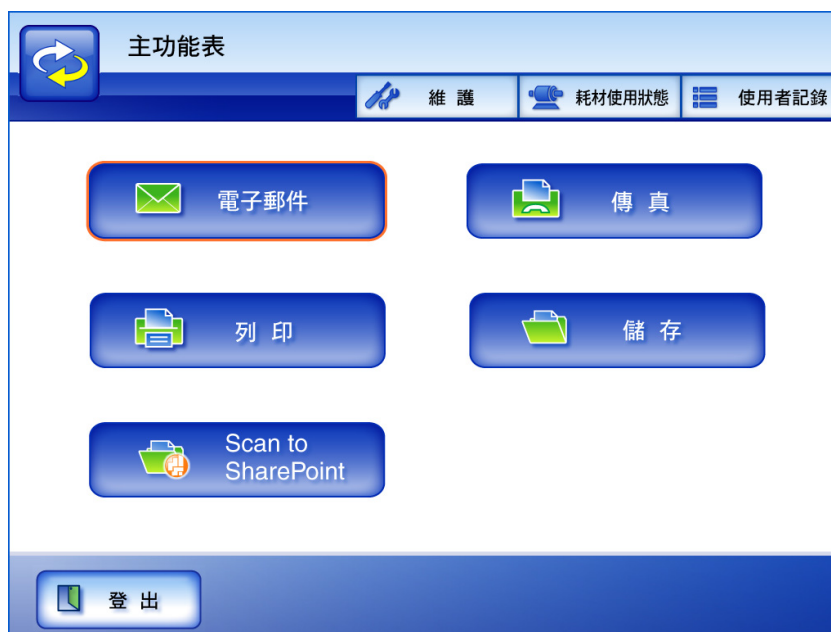 主功能表
維護
耗材使用狀態
使用者記錄
電子郵件
傳真
列印
儲存
Scan to
SharePoint
登出